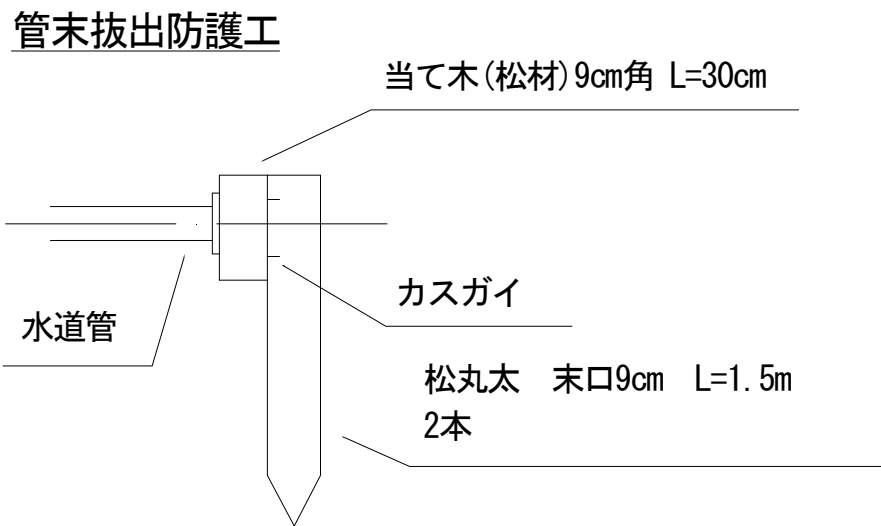 管末抜出防護工
当て木(松材)9cm角 L=30cm
カスガイ
水道管
松丸太　末口9cm　L=1.5m
2本